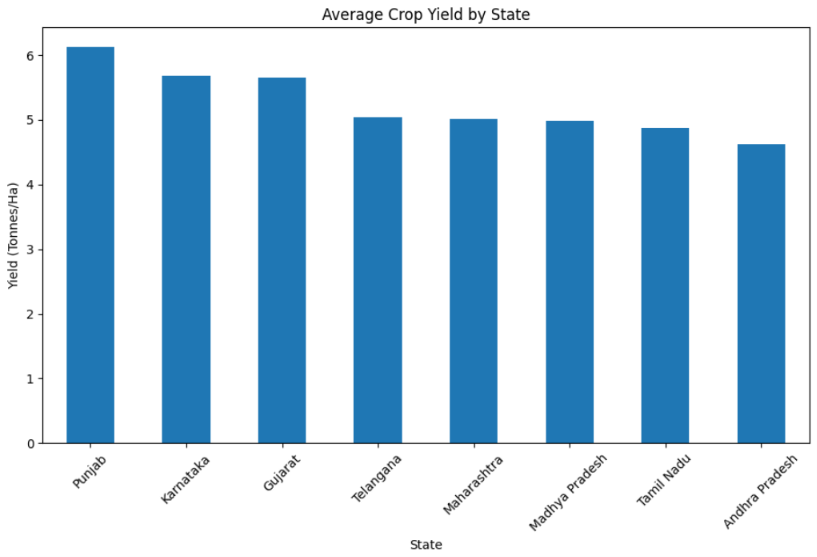 Average Crop Yield by State
Yield (Tonnes/Ha)
6
5
4
3
2
1
0
Punjab
Karnataka
Gujarat
Telangana
Maharashtra
Madhya Pradesh
Tamil Nadu
Andhra Pradesh
State